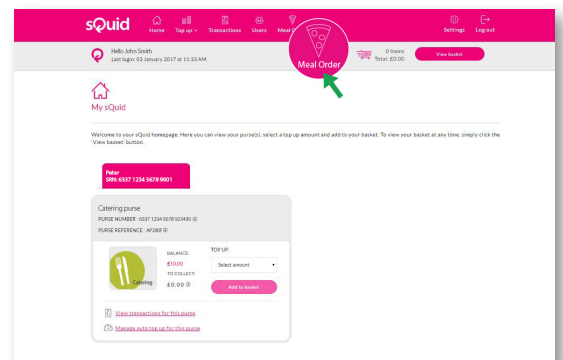 sQuid
Home Top up Transactions Users Meal O
Meal Order
Settings Log out
Hello John Smith
Last login: 03 January 2017 at 11:33 AM
0 Items
Total: £0.00
View basket
My sQuid
Welcome to your sQuid homepage. Here you can view your purse(s), select a top up amount and add to your basket. To view your basket at any time, simply click the
'View basket' button.
Peter
SRN: 6337 1234 5678 9001
Catering purse
PURSE NUMBER : 6337 1234 5678 923430
PURSE REFERENCE : AP280F
Catering
BALANCE:
£10.00
TO COLLECT:
£0.00
TOP UP:
Select amount
Add to basket
View transactions for this purse
Manage auto top up for this purse